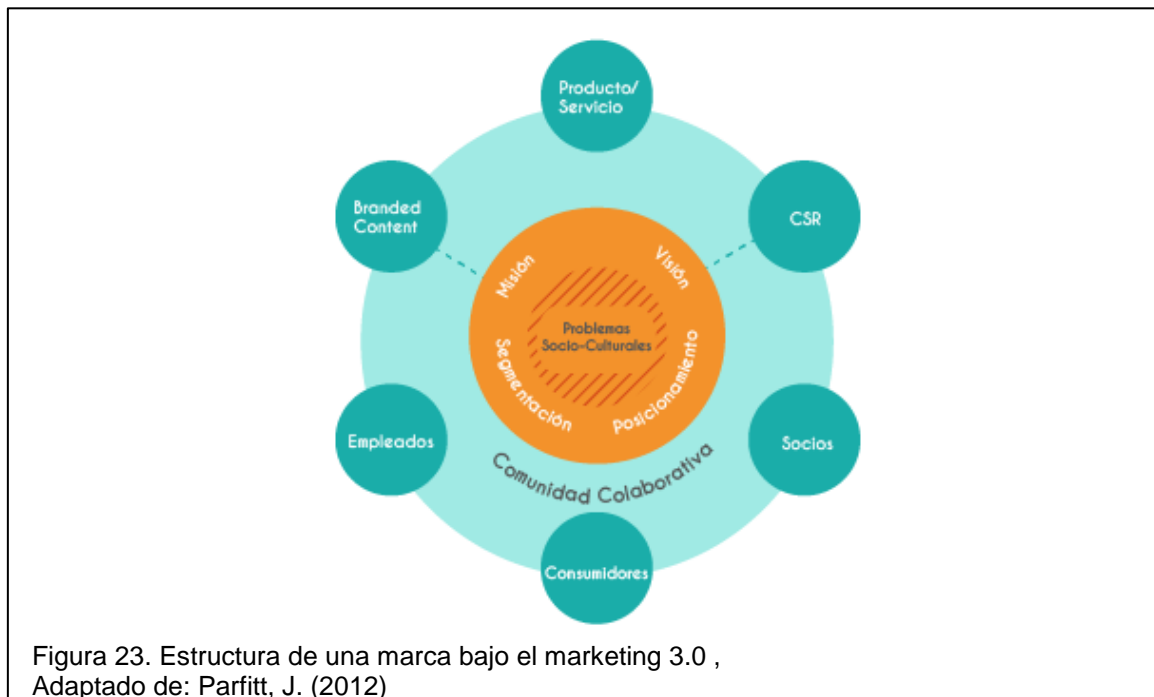 Producto/
Servicio
Branded
Content
CSR
Misión
Visión
Problemas
Socio-Culturales
Segmentación
Posicionamiento
Empleados
Socios
Comunidad Colaborativa
Consumidores
Figura 23. Estructura de una marca bajo el marketing 3.0 ,
Adaptado de: Parfitt, J. (2012)